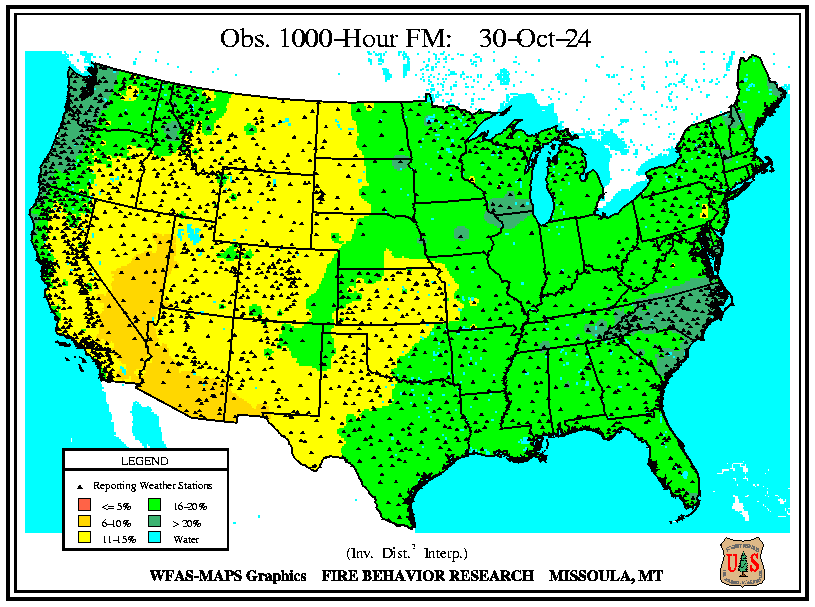 Obs. 1000-Hour FM: 30-Oct-24
LEGEND
Reporting Weather Stations
<= 5%
16-20%
6-10%
> 20%
11-15%
Water
(Inv. Dist.² Interp.)
WFAS-MAPS Graphics FIRE BEHAVIOR RESEARCH MISSOULA, MT
U S